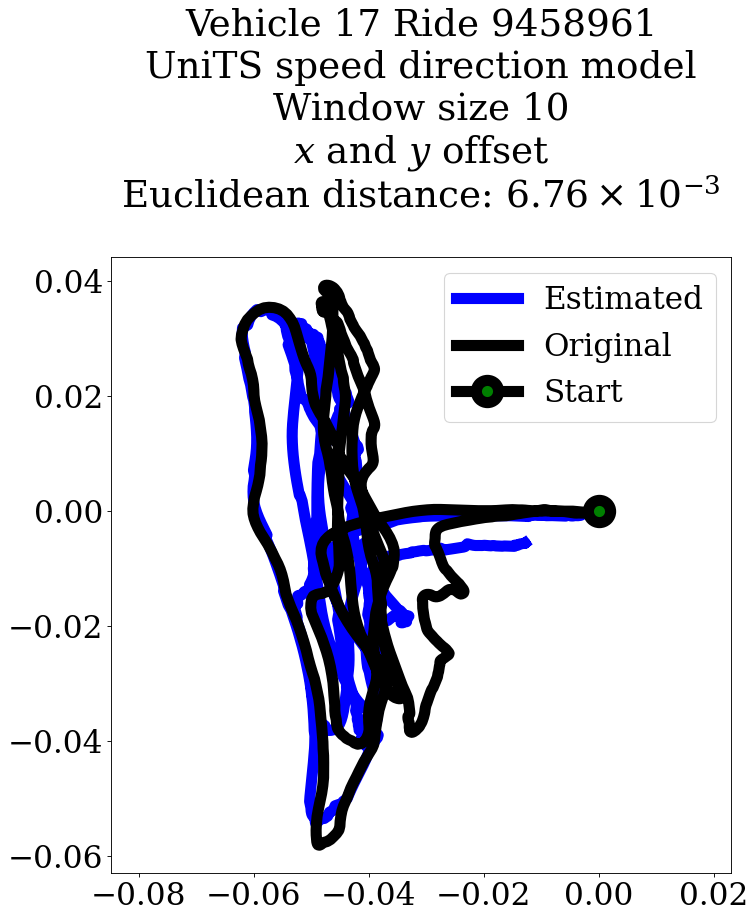 Vehicle 17 Ride 9458961
UniTS speed direction model
Window size 10
x and y offset
Euclidean distance: 6.76 × 10⁻³
Estimated
Original
Start
0.04
0.02
0.00
−0.02
−0.04
−0.06
−0.08 −0.06 −0.04 −0.02 0.00 0.02